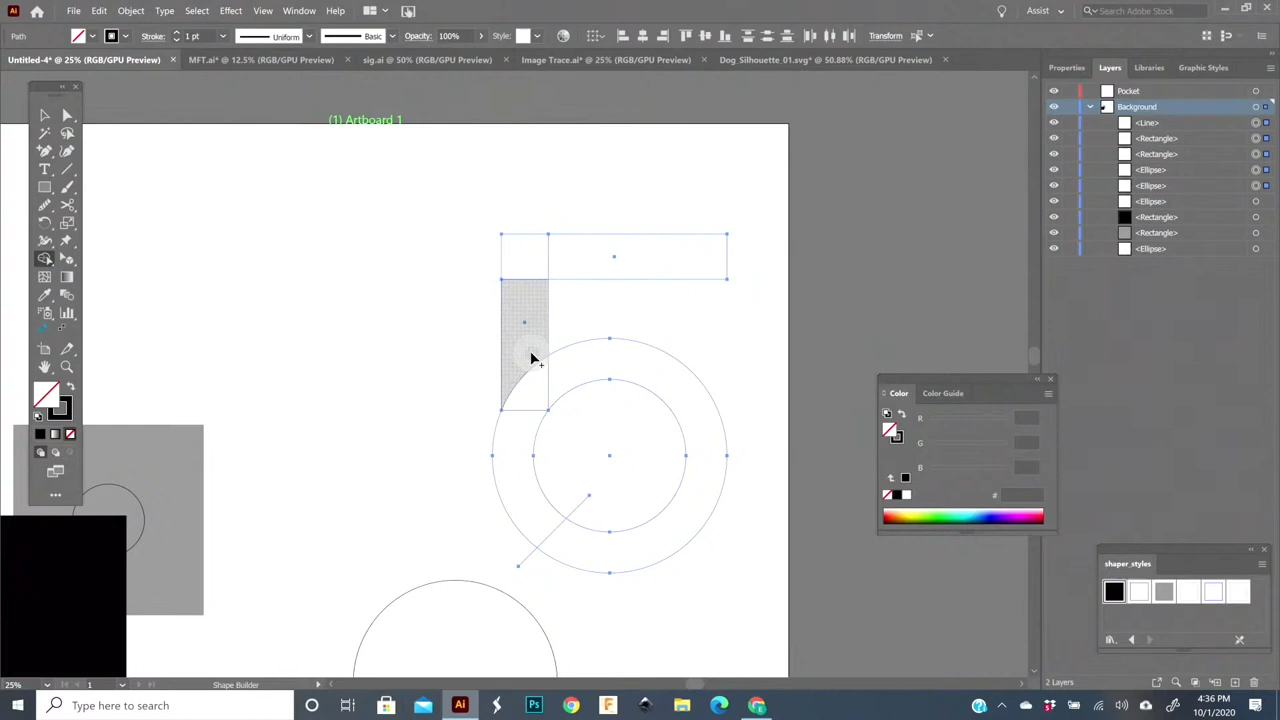 Ai File Edit Object Type Select Effect View Window Help Assist Search Adobe Stock
Path Stroke: 1 pt Uniform Basic Opacity: 100% Style: Transform
Untitled-4* @ 25% (RGB/GPU Preview) × MFT.ai* @ 12.5% (RGB/GPU Preview) × sig.ai @ 50% (RGB/GPU Preview) × Image Trace.ai* @ 25% (RGB/GPU Preview) × Dog_Silhouette_01.svg* @ 50.88% (RGB/GPU Preview) ×
Properties Layers Libraries Graphic Styles
Pocket
Background
<Line>
<Rectangle>
<Rectangle>
<Ellipse>
<Ellipse>
<Ellipse>
<Rectangle>
<Rectangle>
<Ellipse>
(1) Artboard 1
Color Color Guide
R
G
B
#
shaper_styles
25% 1 Shape Builder
2 Layers
Type here to search
Ai Ps F
4:36 PM
10/1/2020